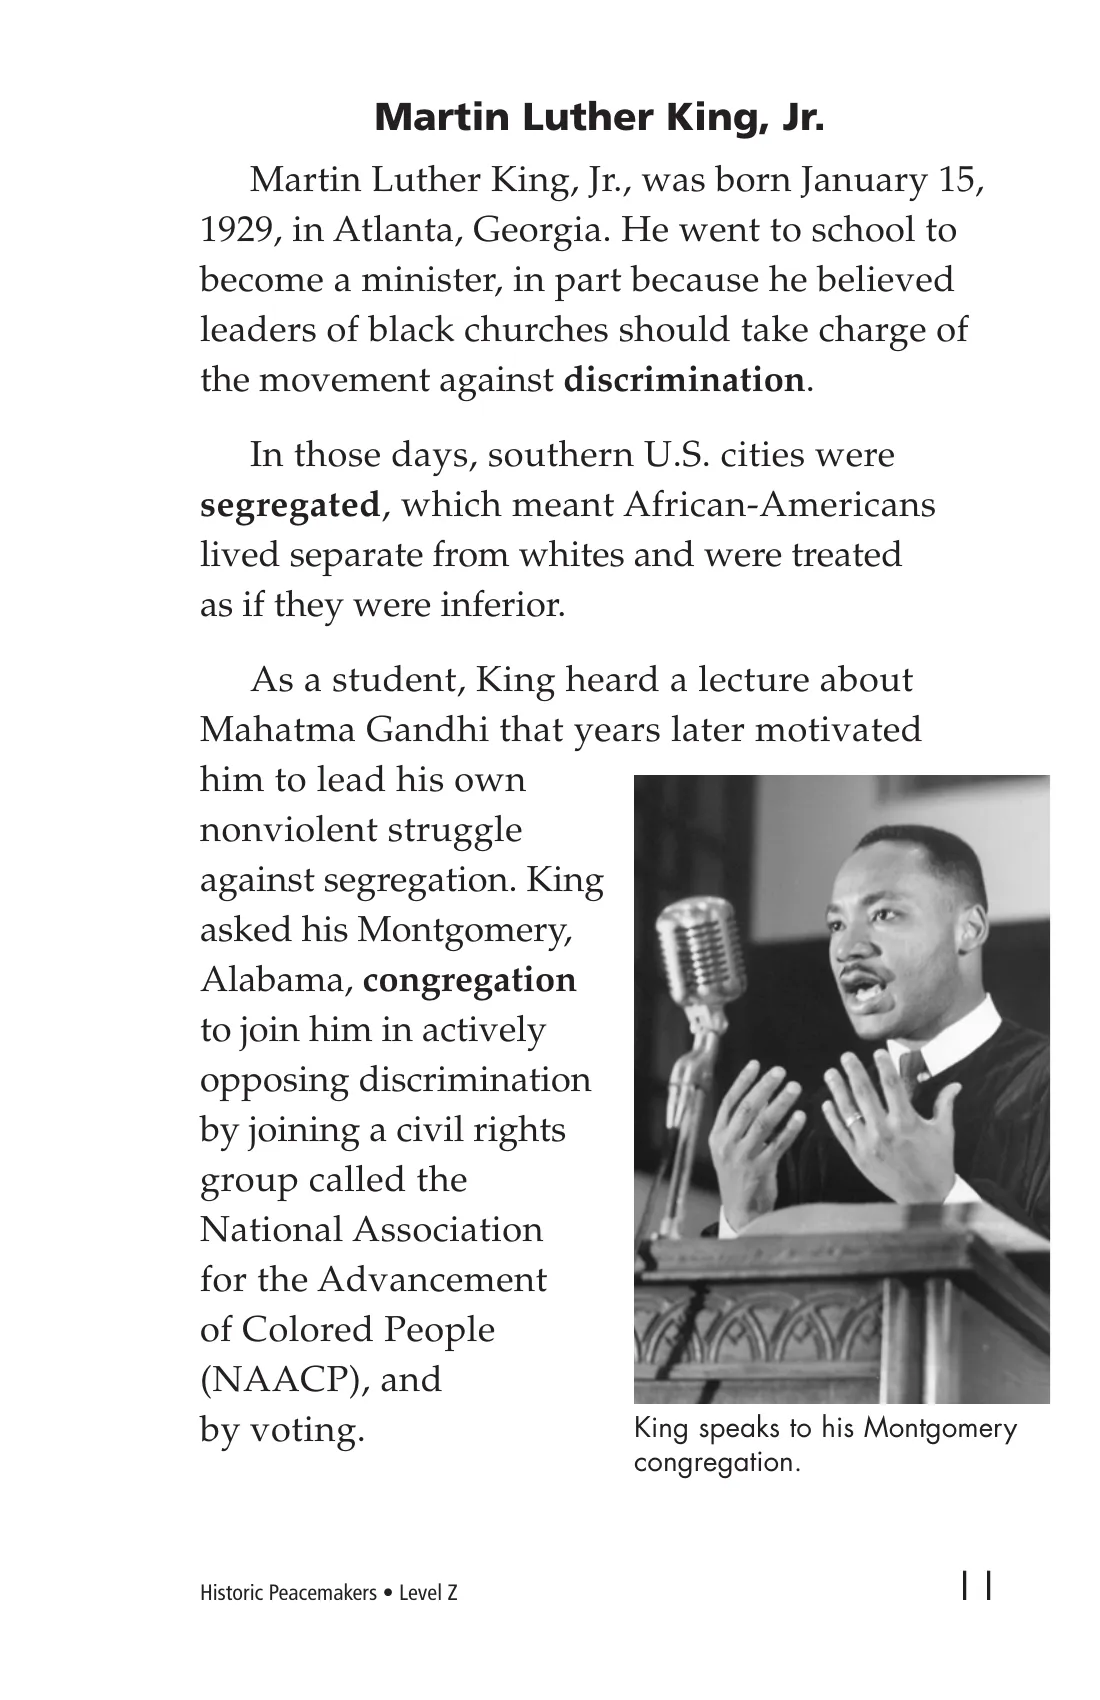 Martin Luther King, Jr.
Martin Luther King, Jr., was born January 15,
1929, in Atlanta, Georgia. He went to school to
become a minister, in part because he believed
leaders of black churches should take charge of
the movement against discrimination.
In those days, southern U.S. cities were
segregated, which meant African-Americans
lived separate from whites and were treated
as if they were inferior.
As a student, King heard a lecture about
Mahatma Gandhi that years later motivated
him to lead his own
nonviolent struggle
against segregation. King
asked his Montgomery,
Alabama, congregation
to join him in actively
opposing discrimination
by joining a civil rights
group called the
National Association
for the Advancement
of Colored People
(NAACP), and
by voting.
King speaks to his Montgomery
congregation.
Historic Peacemakers • Level Z
11